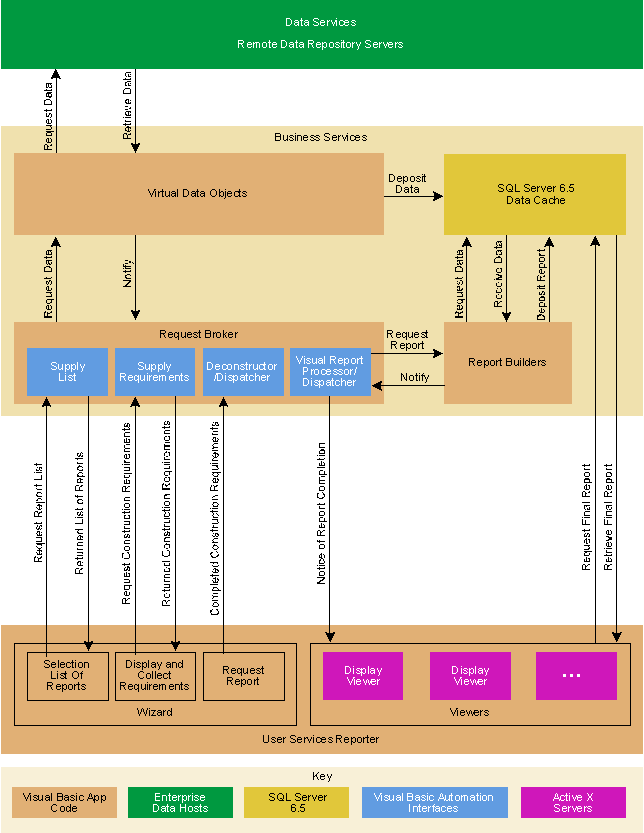 Data Services
Remote Data Repository Servers
Request Data
Retrieve Data
Business Services
Virtual Data Objects
Deposit
Data
SQL Server 6.5
Data Cache
Request Data
Notify
Request Data
Receive Data
Deposit Report
Request Broker
Supply
List
Supply
Requirements
Deconstructor
/Dispatcher
Visual Report
Processor/
Dispatcher
Request
Report
Notify
Report Builders
Request Report List
Returned List of Reports
Request Construction Requirements
Returned Construction Requirements
Completed Construction Requirements
Notice of Report Completion
Request Final Report
Retrieve Final Report
Selection
List Of
Reports
Display and
Collect
Requirements
Request
Report
Wizard
Display
Viewer
Display
Viewer
...
Viewers
User Services Reporter
Key
Visual Basic App
Code
Enterprise
Data Hosts
SQL Server
6.5
Visual Basic Automation
Interfaces
Active X
Servers